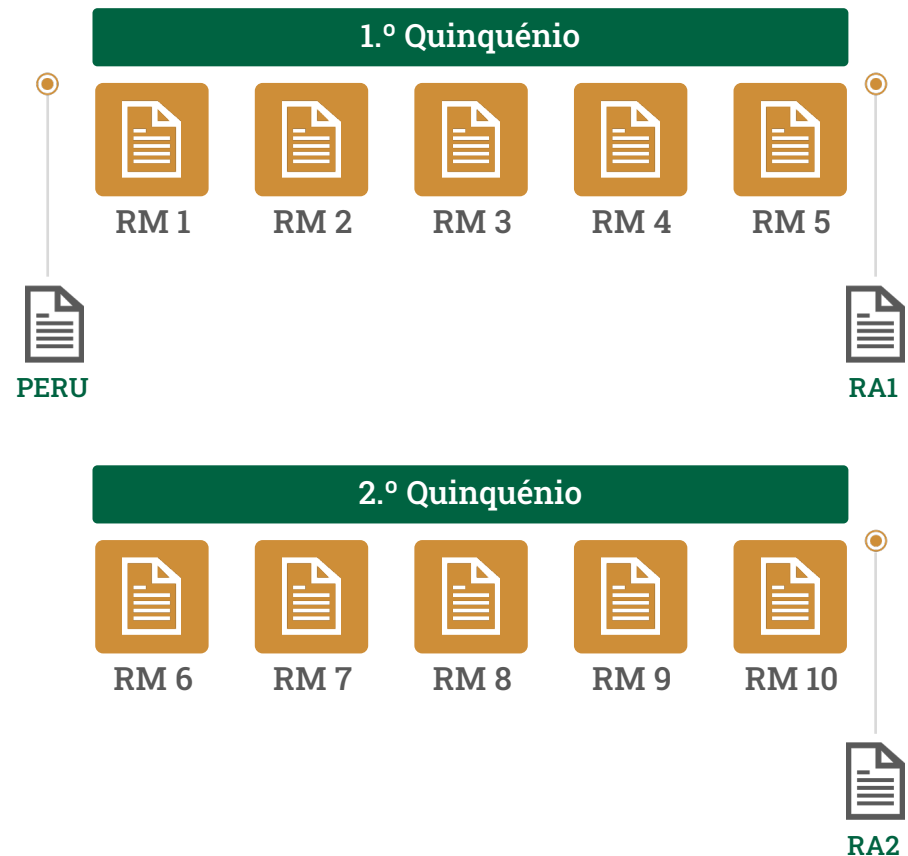 1.º Quinquénio
RM 1 RM 2 RM 3 RM 4 RM 5
PERU RA1
2.º Quinquénio
RM 6 RM 7 RM 8 RM 9 RM 10
RA2